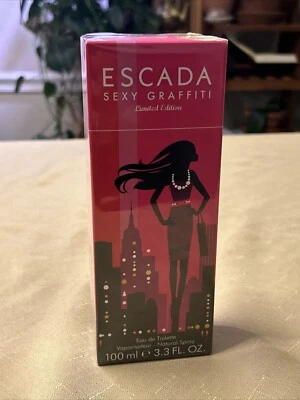 ESCADA
SEXY GRAFFITI
Limited Edition
Eau de Toilette
Vaporisateur - Natural Spray
100 ml e 3.3 FL. OZ.